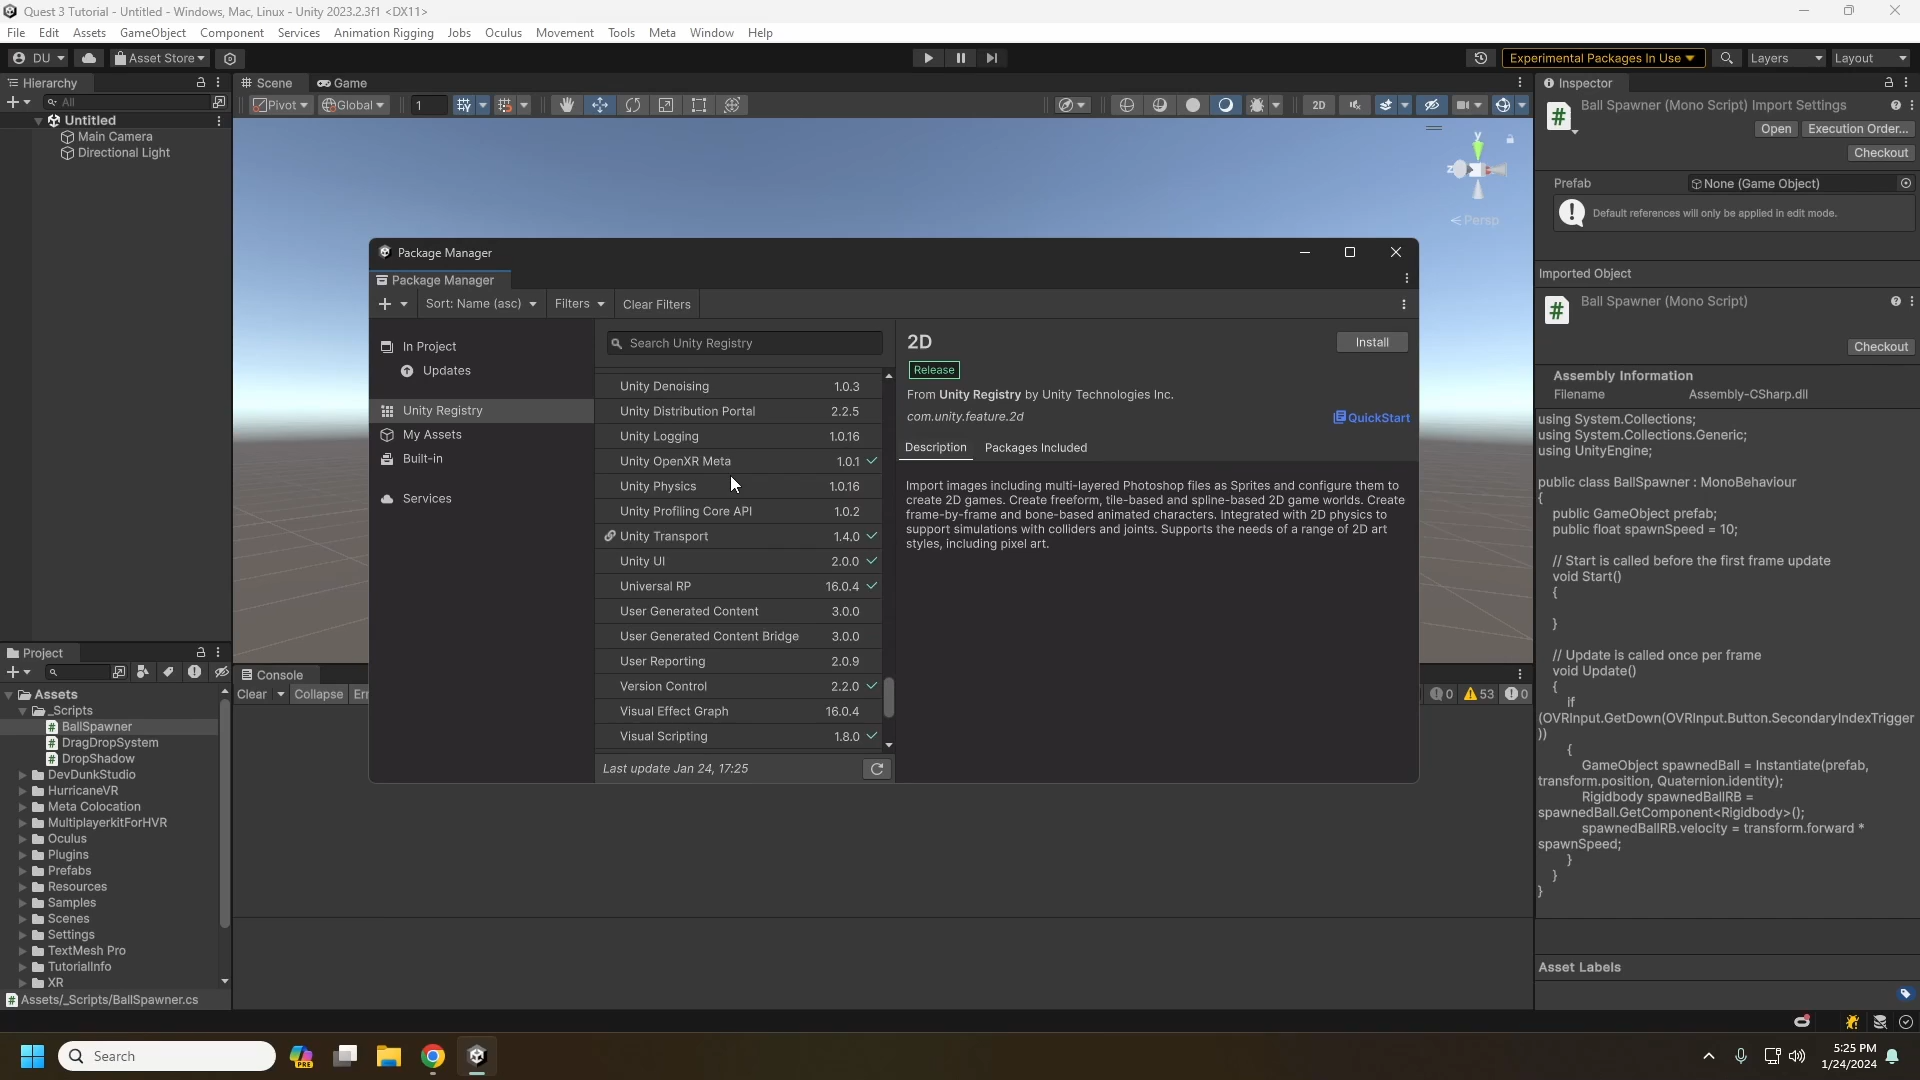 Quest 3 Tutorial - Untitled - Windows, Mac, Linux - Unity 2023.2.3f1 <DX11>
File Edit Assets GameObject Component Services Animation Rigging Jobs Oculus Movement Tools Meta Window Help
DU Asset Store Experimental Packages In Use Layers Layout
Hierarchy
All
Untitled
Main Camera
Directional Light
Scene Game
Pivot Global 1 2D
y
z
Persp
Package Manager
Package Manager
Sort: Name (asc) Filters Clear Filters
In Project
Updates
Unity Registry
My Assets
Built-in
Services
Search Unity Registry
Unity Denoising 1.0.3
Unity Distribution Portal 2.2.5
Unity Logging 1.0.16
Unity OpenXR Meta 1.0.1
Unity Physics 1.0.16
Unity Profiling Core API 1.0.2
Unity Transport 1.4.0
Unity UI 2.0.0
Universal RP 16.0.4
User Generated Content 3.0.0
User Generated Content Bridge 3.0.0
User Reporting 2.0.9
Version Control 2.2.0
Visual Effect Graph 16.0.4
Visual Scripting 1.8.0
Last update Jan 24, 17:25
2D
Install
Release
From Unity Registry by Unity Technologies Inc.
com.unity.feature.2d
QuickStart
Description Packages Included
Import images including multi-layered Photoshop files as Sprites and configure them to
create 2D games. Create freeform, tile-based and spline-based 2D game worlds. Create
frame-by-frame and bone-based animated characters. Integrated with 2D physics to
support simulations with colliders and joints. Supports the needs of a range of 2D art
styles, including pixel art.
Inspector
Ball Spawner (Mono Script) Import Settings
Open Execution Order...
Checkout
Prefab None (Game Object)
Default references will only be applied in edit mode.
Imported Object
Ball Spawner (Mono Script)
Checkout
Assembly Information
Filename Assembly-CSharp.dll
using System.Collections;
using System.Collections.Generic;
using UnityEngine;
public class BallSpawner : MonoBehaviour
{
public GameObject prefab;
public float spawnSpeed = 10;
// Start is called before the first frame update
void Start()
{
}
// Update is called once per frame
void Update()
{
if
(OVRInput.GetDown(OVRInput.Button.SecondaryIndexTrigger
))
{
GameObject spawnedBall = Instantiate(prefab,
transform.position, Quaternion.identity);
Rigidbody spawnedBallRB =
spawnedBall.GetComponent<Rigidbody>();
spawnedBallRB.velocity = transform.forward *
spawnSpeed;
}
}
}
Asset Labels
Project
Assets
_Scripts
BallSpawner
DragDropSystem
DropShadow
DevDunkStudio
HurricaneVR
Meta Colocation
MultiplayerkitForHVR
Oculus
Plugins
Prefabs
Resources
Samples
Scenes
Settings
TextMesh Pro
TutorialInfo
XR
Assets/_Scripts/BallSpawner.cs
Console
Clear Collapse Err
0 53 0
Search
PRE
5:25 PM
1/24/2024